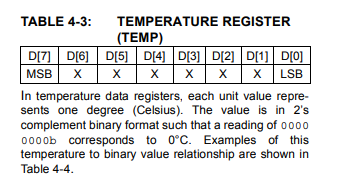 TABLE 4-3: TEMPERATURE REGISTER
(TEMP)
D[7] D[6] D[5] D[4] D[3] D[2] D[1] D[0]
MSB X X X X X X LSB
In temperature data registers, each unit value repre-
sents one degree (Celsius). The value is in 2's
complement binary format such that a reading of 0000
0000b corresponds to 0°C. Examples of this
temperature to binary value relationship are shown in
Table 4-4.